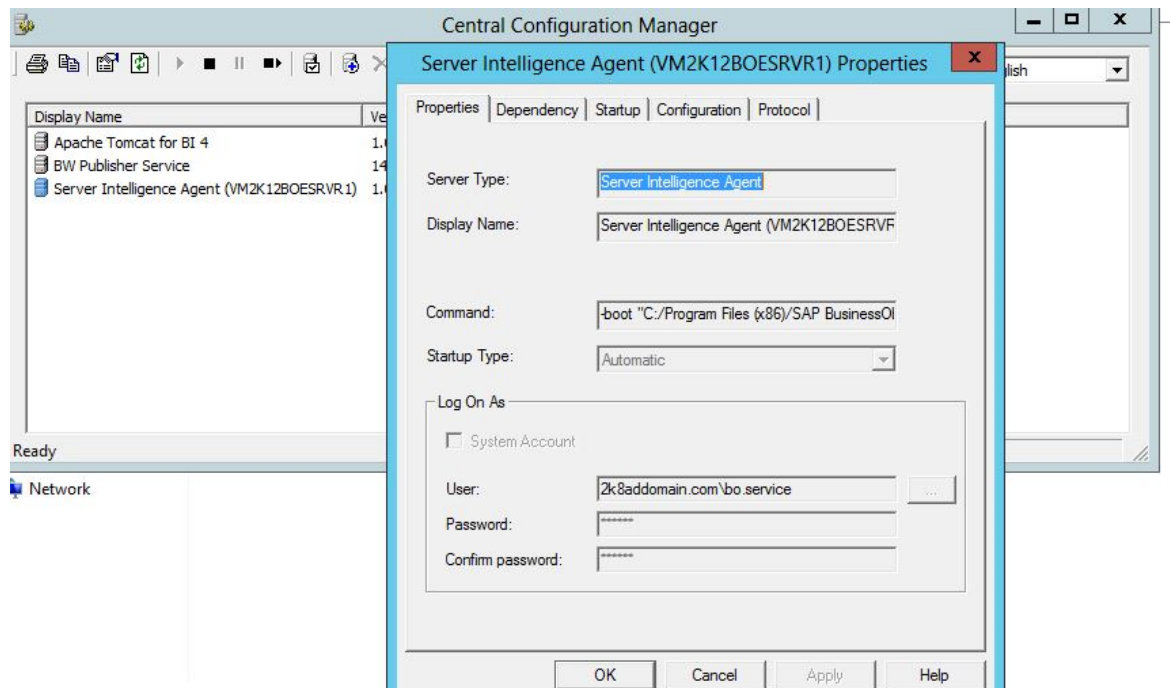 Central Configuration Manager
Server Intelligence Agent (VM2K12BOESRVR1) Properties
X
x
lish
Display Name
Ve
Apache Tomcat for BI 4
1.
BW Publisher Service
14
Server Intelligence Agent (VM2K12BOESRVR1)
1.
Ready
Network
Properties
Dependency
Startup
Configuration
Protocol
Server Type:
Server Intelligence Agent
Display Name:
Server Intelligence Agent (VM2K12BOESRVF
Command:
-boot "C:/Program Files (x86)/SAP BusinessOl
Startup Type:
Automatic
Log On As
System Account
User:
2k8addomain.com\bo.service
...
Password:
******
Confirm password:
******
OK
Cancel
Apply
Help